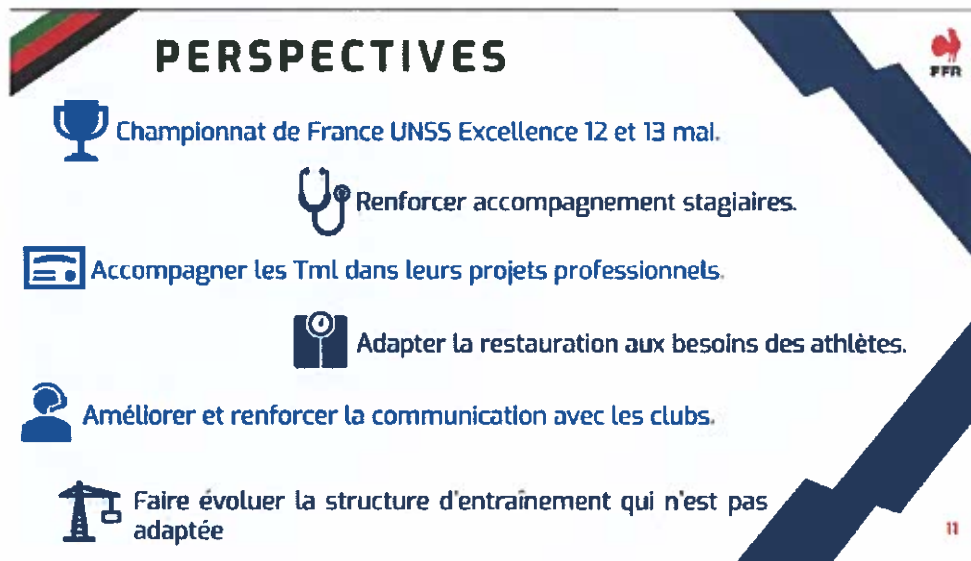 PERSPECTIVES
FFR
Championnat de France UNSS Excellence 12 et 13 mai.
Renforcer accompagnement stagiaires.
Accompagner les Tml dans leurs projets professionnels.
Adapter la restauration aux besoins des athlètes.
Améliorer et renforcer la communication avec les clubs.
Faire évoluer la structure d'entraînement qui n'est pas
adaptée
11